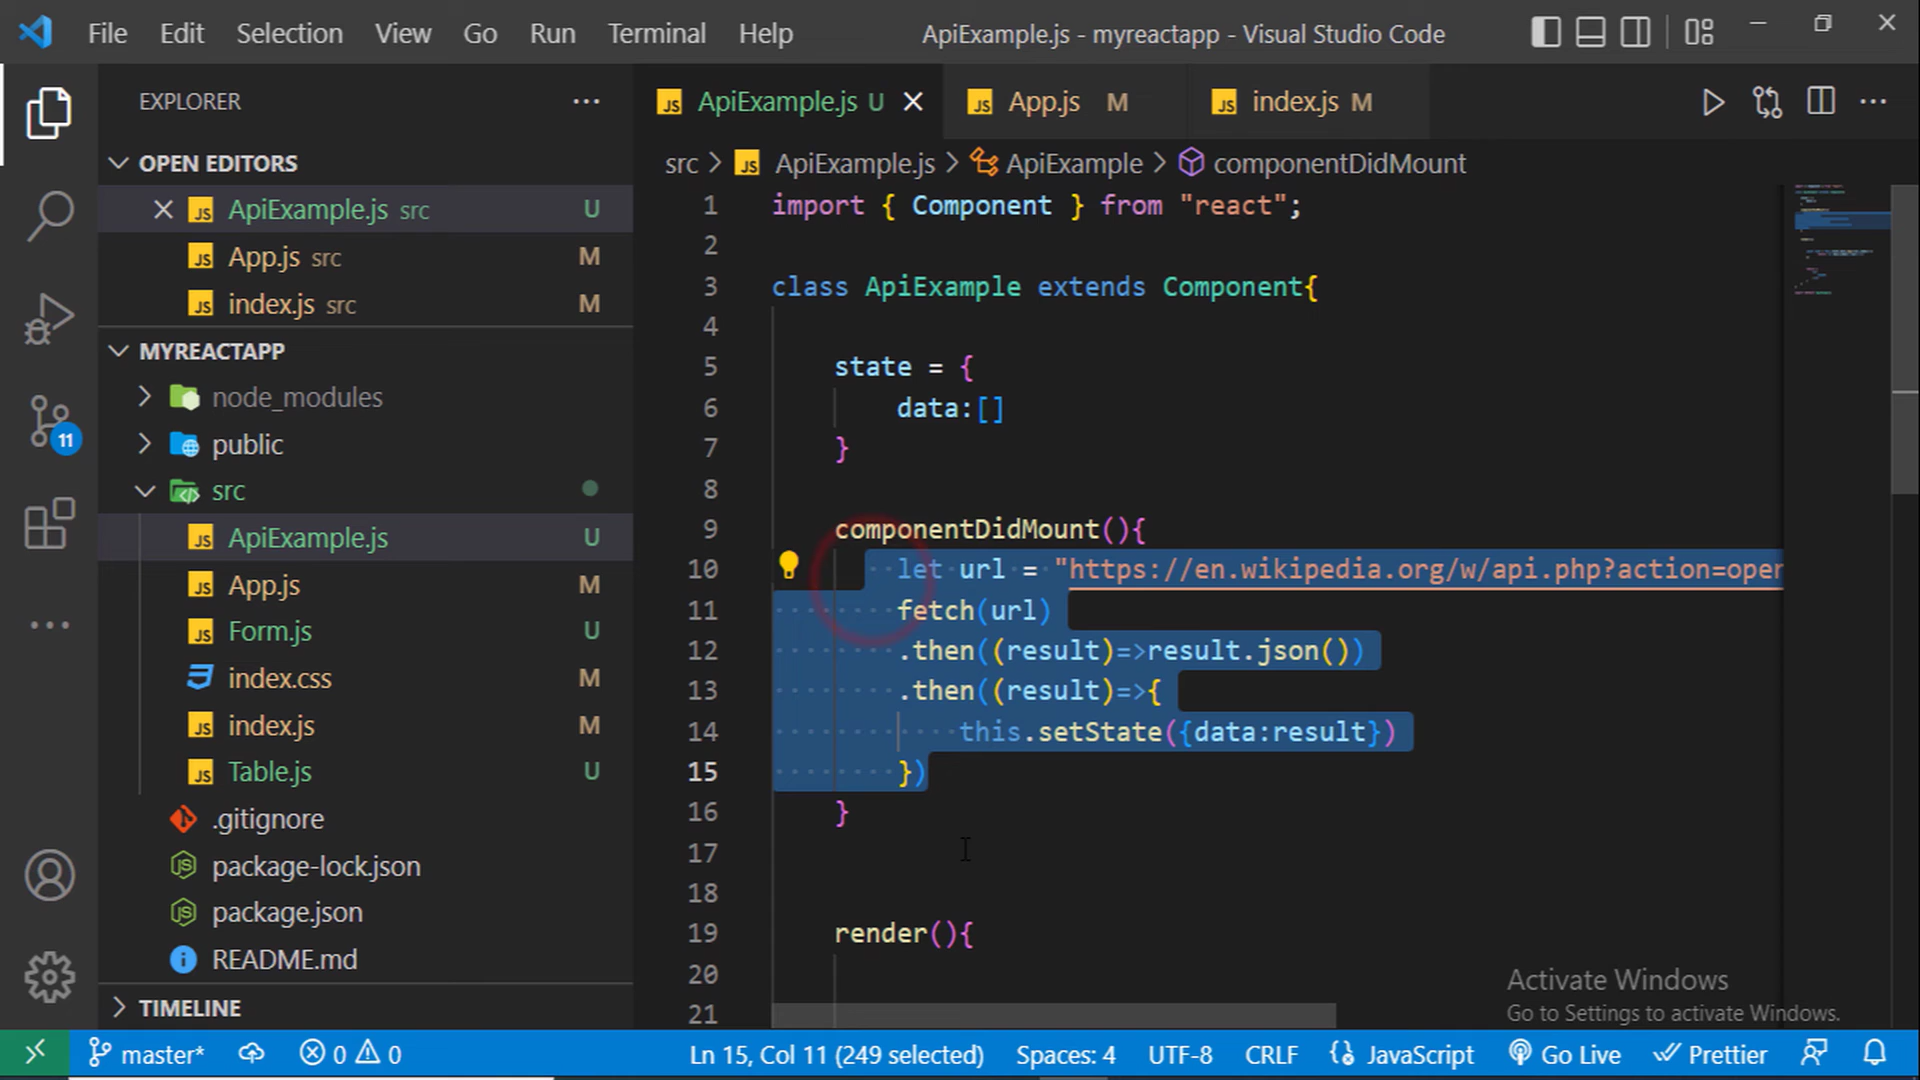 File Edit Selection View Go Run Terminal Help ApiExample.js - myreactapp - Visual Studio Code
EXPLORER
OPEN EDITORS
ApiExample.js src U
App.js src M
index.js src M
MYREACTAPP
node_modules
public
src
ApiExample.js U
App.js M
Form.js U
index.css M
index.js M
Table.js U
.gitignore
package-lock.json
package.json
README.md
TIMELINE
ApiExample.js U App.js M index.js M
src > ApiExample.js > ApiExample > componentDidMount
1 import { Component } from "react";
2
3 class ApiExample extends Component{
4
5 state = {
6 data:[]
7 }
8
9 componentDidMount(){
10 let url = "https://en.wikipedia.org/w/api.php?action=oper
11 fetch(url)
12 .then((result)=>result.json())
13 .then((result)=>{
14 this.setState({data:result})
15 })
16 }
17
18
19 render(){
20
21
Activate Windows
Go to Settings to activate Windows.
11
master* 0 0 Ln 15, Col 11 (249 selected) Spaces: 4 UTF-8 CRLF JavaScript Go Live Prettier